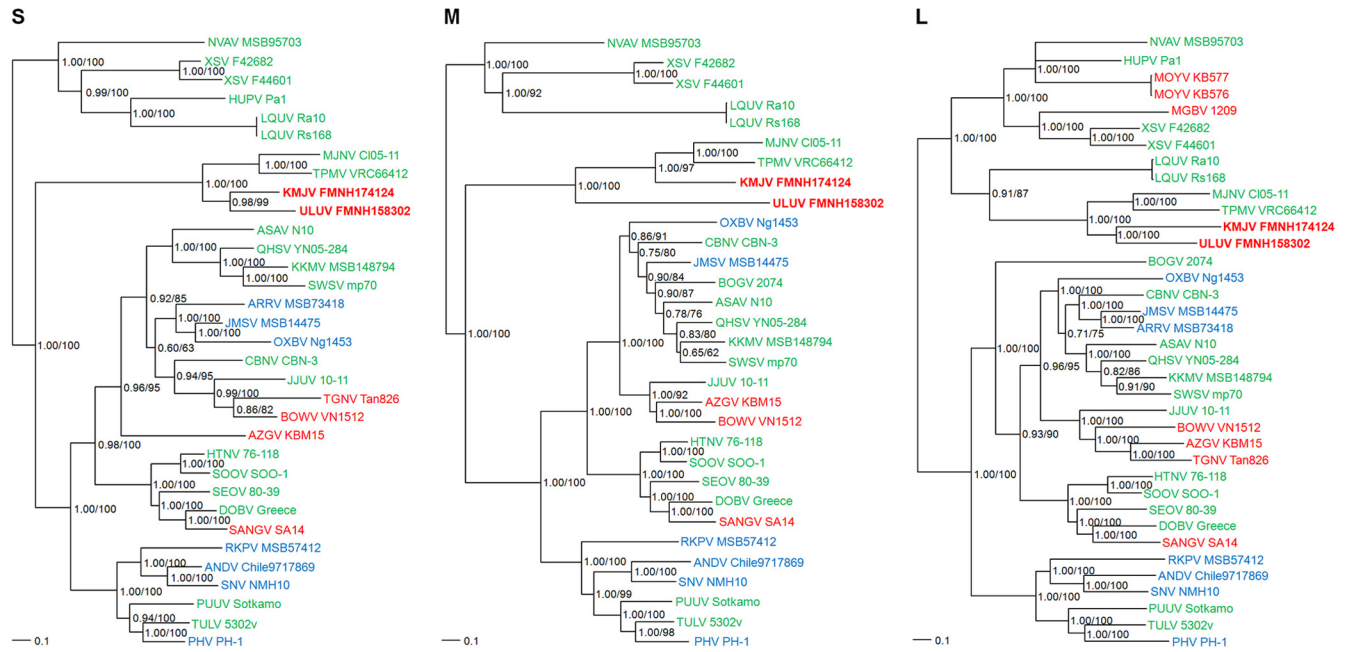 S
NVAV MSB95703
1.00/100
XSV F42682
1.00/100
XSV F44601
0.99/100
HUPV Pa1
1.00/100
LQUV Ra10
LQUV Rs168
MJNV Cl05-11
1.00/100
TPMV VRC66412
1.00/100
KMJV FMNH174124
0.98/99
ULUV FMNH158302
ASAV N10
1.00/100
QHSV YN05-284
1.00/100
KKMV MSB148794
1.00/100
SWSV mp70
0.92/85
ARRV MSB73418
1.00/100
JMSV MSB14475
1.00/100
OXBV Ng1453
1.00/100
0.60/63
CBNV CBN-3
0.94/95
JJUV 10-11
0.96/95
0.99/100
TGNV Tan826
0.86/82
BOWV VN1512
AZGV KBM15
0.98/100
HTNV 76-118
1.00/100
SOOV SOO-1
1.00/100
SEOV 80-39
1.00/100
1.00/100
DOBV Greece
1.00/100
SANGV SA14
RKPV MSB57412
1.00/100
ANDV Chile9717869
1.00/100
SNV NMH10
1.00/100
PUUV Sotkamo
0.94/100
TULV 5302v
1.00/100
PHV PH-1
0.1
M
NVAV MSB95703
1.00/100
XSV F42682
1.00/100
XSV F44601
1.00/92
LQUV Ra10
LQUV Rs168
MJNV Cl05-11
1.00/100
TPMV VRC66412
1.00/97
KMJV FMNH174124
1.00/100
ULUV FMNH158302
OXBV Ng1453
0.86/91
CBNV CBN-3
0.75/80
JMSV MSB14475
0.90/84
BOGV 2074
0.90/87
ASAV N10
0.78/76
QHSV YN05-284
0.83/80
1.00/100
1.00/100
KKMV MSB148794
0.65/62
SWSV mp70
JJUV 10-11
1.00/92
AZGV KBM15
1.00/100
1.00/100
BOWV VN1512
HTNV 76-118
1.00/100
SOOV SOO-1
1.00/100
SEOV 80-39
1.00/100
DOBV Greece
1.00/100
SANGV SA14
RKPV MSB57412
1.00/100
ANDV Chile9717869
1.00/100
SNV NMH10
1.00/99
PUUV Sotkamo
1.00/100
TULV 5302v
1.00/98
PHV PH-1
0.1
L
NVAV MSB95703
HUPV Pa1
1.00/100
MOYV KB577
MOYV KB576
MGBV 1209
1.00/100
XSV F42682
1.00/100
1.00/100
XSV F44601
LQUV Ra10
LQUV Rs168
0.91/87
MJNV Cl05-11
1.00/100
TPMV VRC66412
1.00/100
KMJV FMNH174124
1.00/100
ULUV FMNH158302
BOGV 2074
OXBV Ng1453
1.00/100
CBNV CBN-3
1.00/100
JMSV MSB14475
1.00/100
ARRV MSB73418
0.71/75
ASAV N10
1.00/100
QHSV YN05-284
0.96/95
0.82/86
KKMV MSB148794
0.91/90
SWSV mp70
JJUV 10-11
1.00/100
BOWV VN1512
0.93/90
1.00/100
AZGV KBM15
1.00/100
TGNV Tan826
1.00/100
HTNV 76-118
1.00/100
SOOV SOO-1
1.00/100
SEOV 80-39
1.00/100
DOBV Greece
1.00/100
SANGV SA14
RKPV MSB57412
1.00/100
ANDV Chile9717869
1.00/100
SNV NMH10
1.00/100
PUUV Sotkamo
1.00/100
TULV 5302v
1.00/100
PHV PH-1
0.1